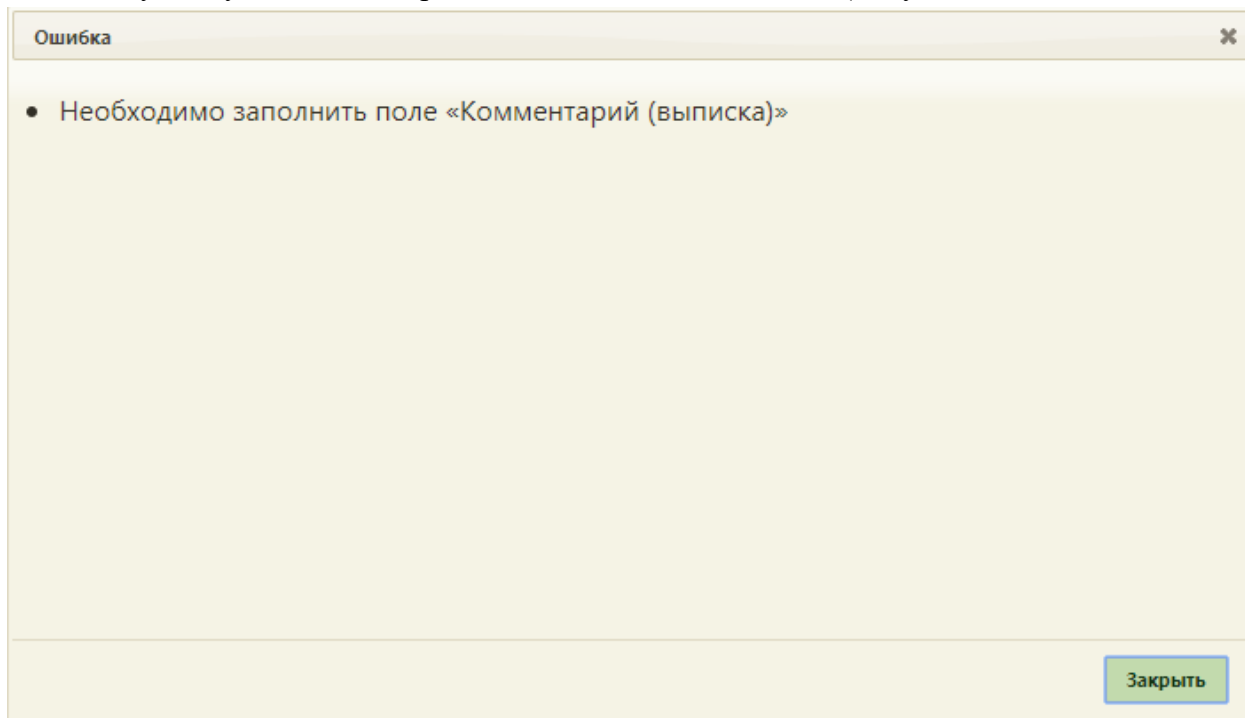 Ошибка
• Необходимо заполнить поле «Комментарий (выписка)»
Закрыть